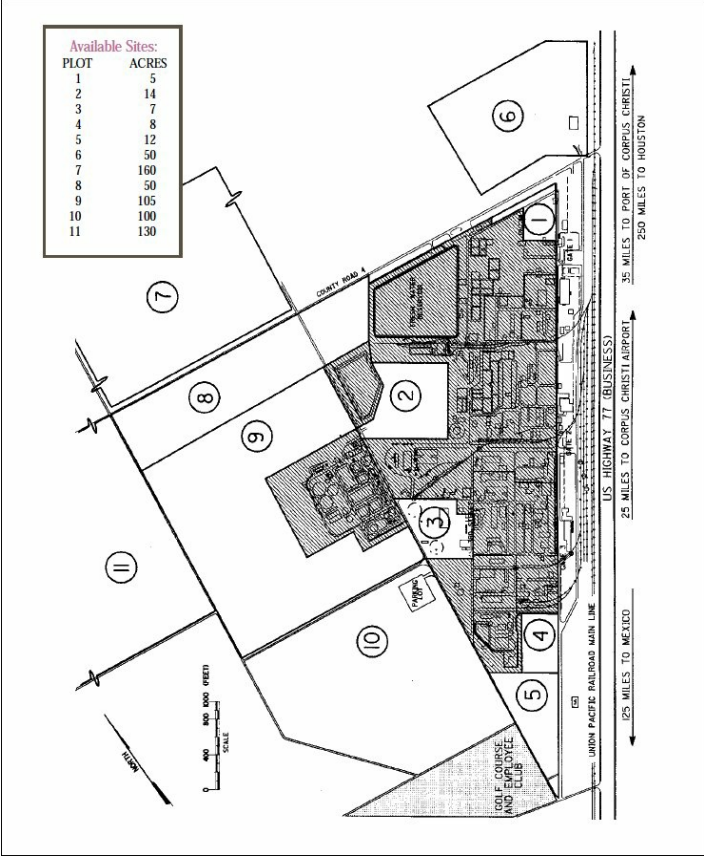 Available Sites:
PLOT ACRES
1 5
2 14
3 7
4 8
5 12
6 50
7 160
8 50
9 105
10 100
11 130
6
35 MILES TO PORT OF CORPUS CHRISTI
250 MILES TO HOUSTON
1
GATE 1
7
COUNTY ROAD 4
8
2
9
US HIGHWAY 77 (BUSINESS)
25 MILES TO CORPUS CHRISTI AIRPORT
GATE 2
3
11
PARKING
LOT
10
4
5
UNION PACIFIC RAILROAD MAIN LINE
125 MILES TO MEXICO
GOLF COURSE
AND EMPLOYEE
CLUB
NORTH
0 400 800 1000 (FEET)
SCALE